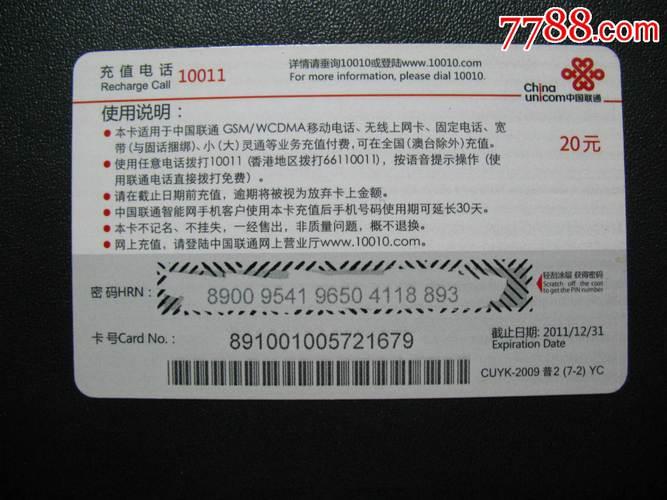 7788.com
充值电话 10011
Recharge Call
详情请垂询10010或登陆www.10010.com
For more information, please dial 10010.
China
unicom中国联通
使用说明：
20元
●本卡适用于中国联通 GSM/WCDMA移动电话、无线上网卡、固定电话、宽
带(与固话捆绑)、小（大）灵通等业务充值付费，可在全国(港澳台除外)充值。
●使用任意电话拨打10011 (香港地区拨打66110011)，按语音提示操作(使
用联通电话直接拨打免费)。
●请在截止日期前充值，逾期将被视为放弃卡上金额。
●中国联通智能网手机客户使用本卡充值后手机号码使用期可延长30天。
●本卡不记名、不挂失，一经售出，非质量问题，概不退换。
●网上充值，请登陆中国联通网上营业厅www.10010.com。
密码HRN：
8900 9541 9650 4118 893
轻刮涂层 获得密码
Scratch off the coat
to get the PIN number
卡号Card No.：
891001005721679
截止日期: 2011/12/31
Expiration Date
CUYK-2009 普2 (7-2) YC